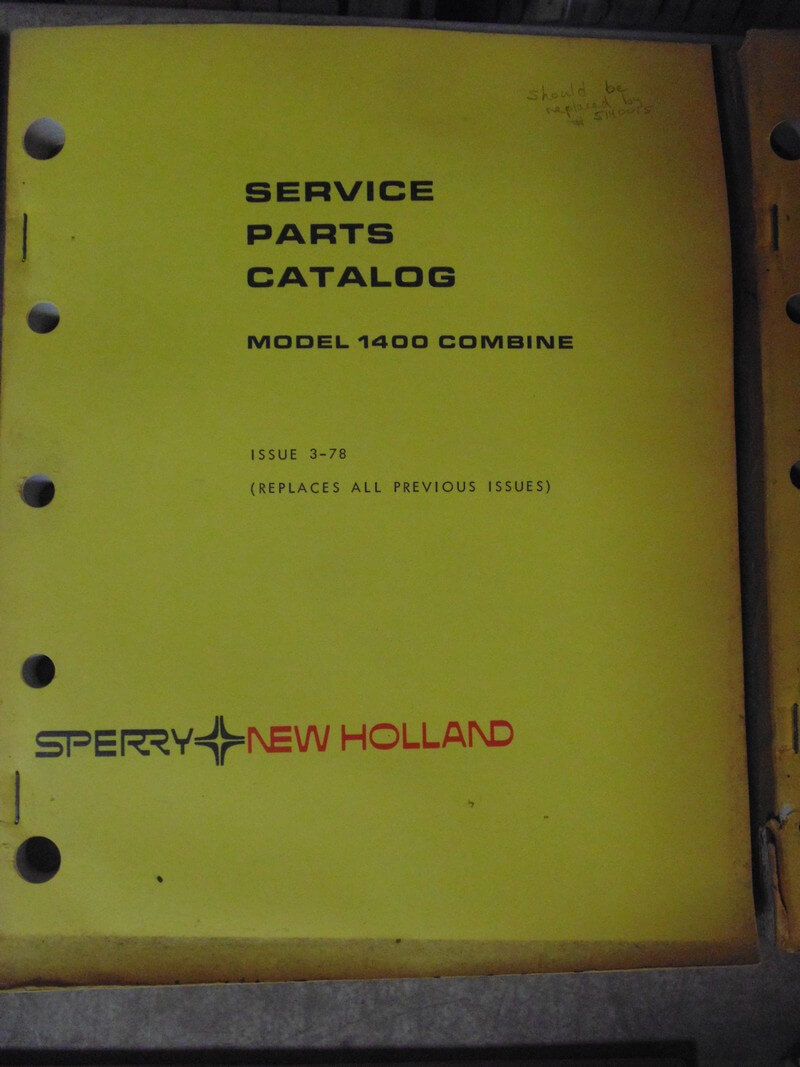 should be
replaced by
#
SERVICE
PARTS
CATALOG
MODEL 1400 COMBINE
ISSUE 3-78
(REPLACES ALL PREVIOUS ISSUES)
SPERRY NEW HOLLAND